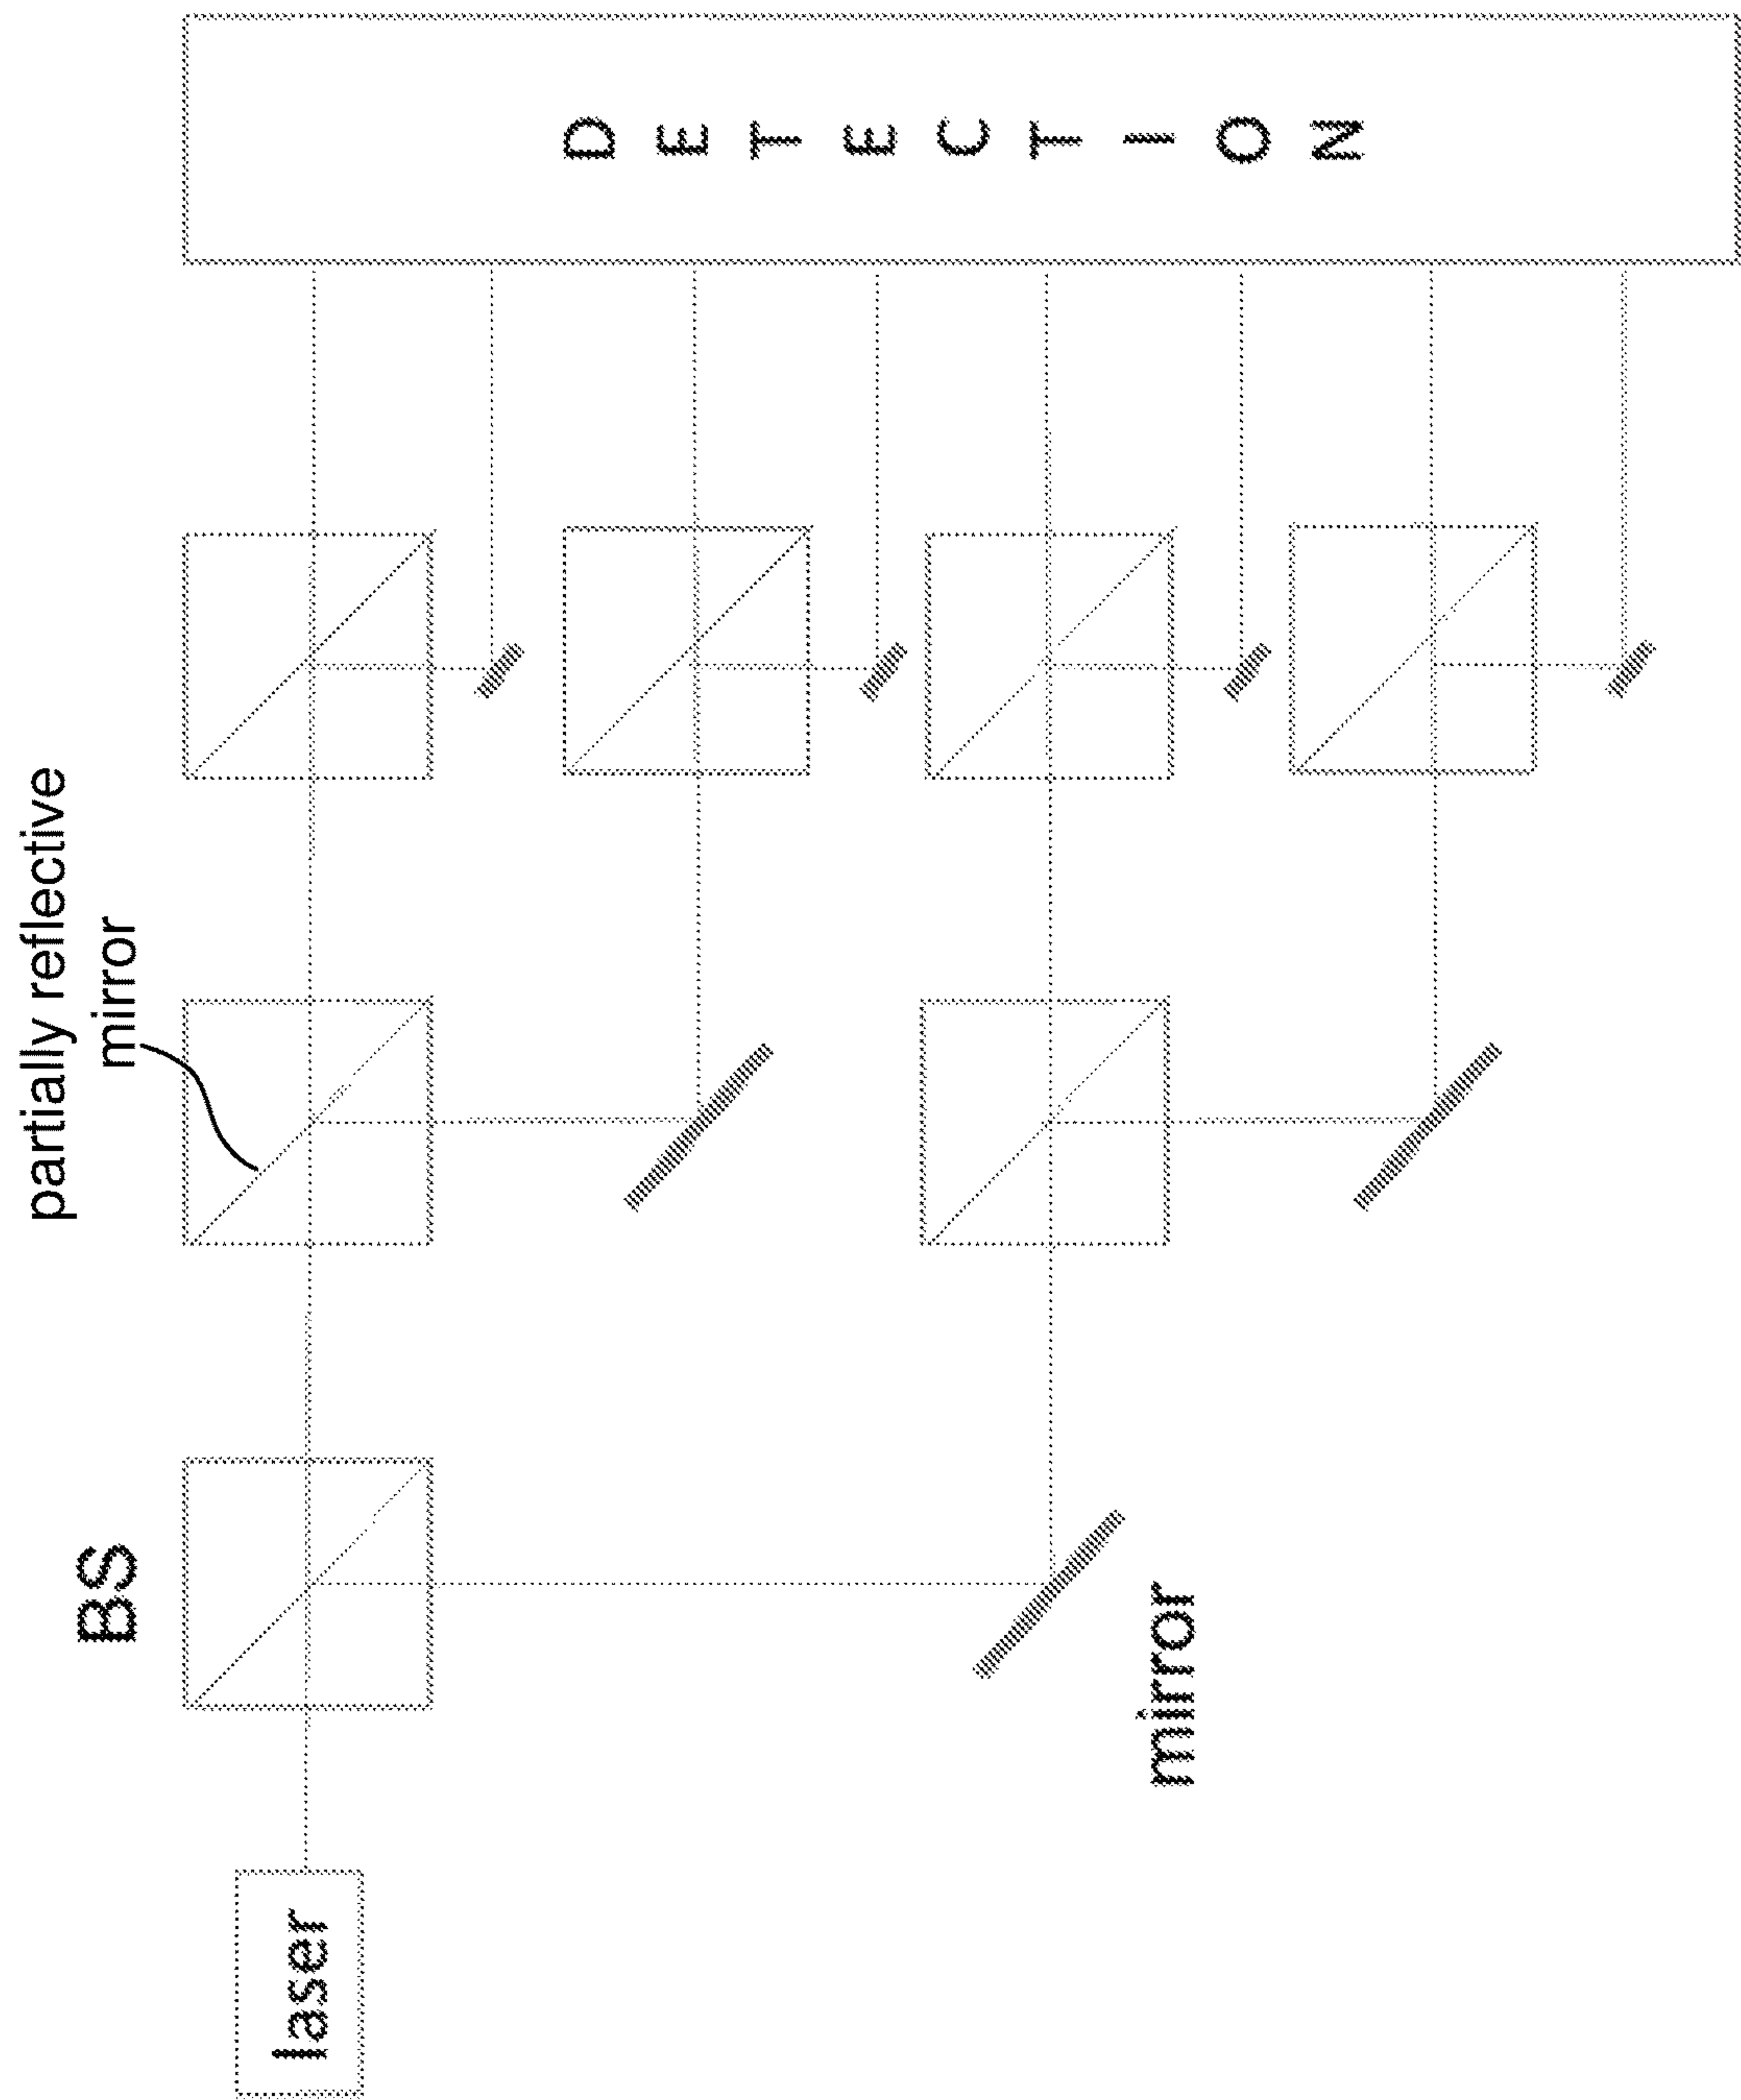 laser
BS
mirror
partially reflective
mirror
DETECTION